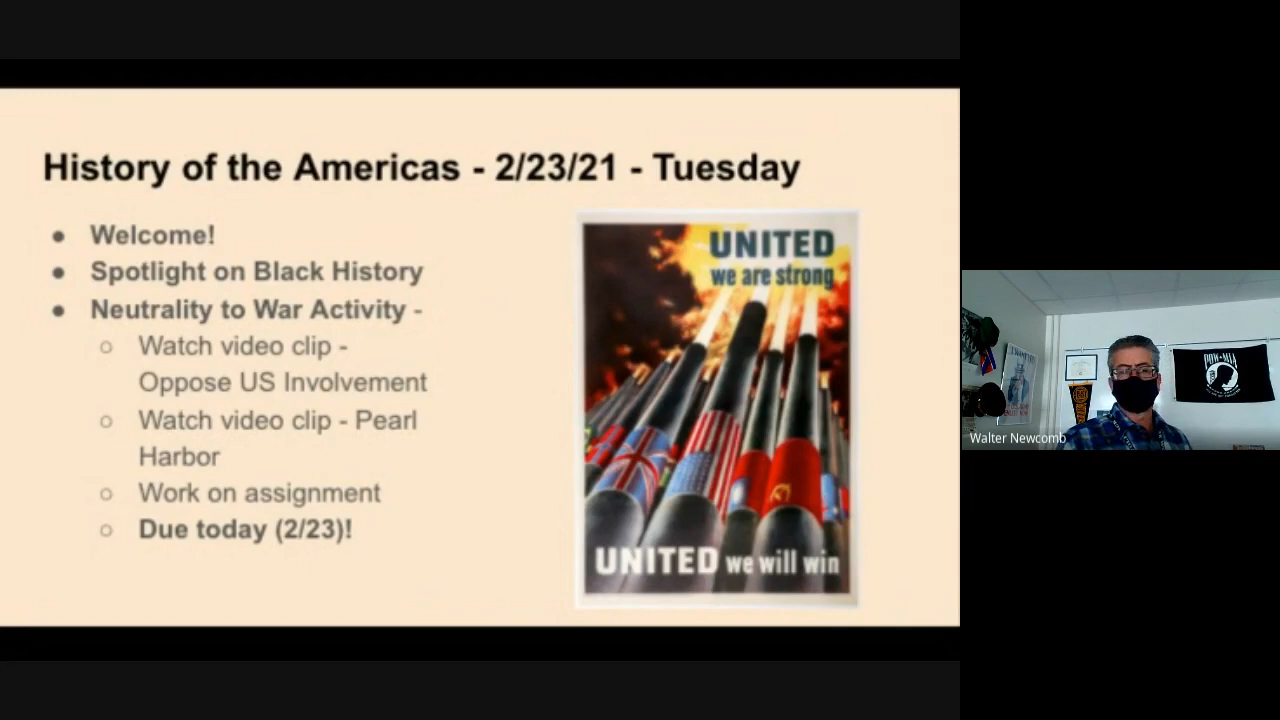 History of the Americas - 2/23/21 - Tuesday
● Welcome!
● Spotlight on Black History
● Neutrality to War Activity -
○ Watch video clip -
Oppose US Involvement
○ Watch video clip - Pearl
Harbor
○ Work on assignment
○ Due today (2/23)!
UNITED
we are strong
UNITED we will win
POW★MIA
Walter Newcomb